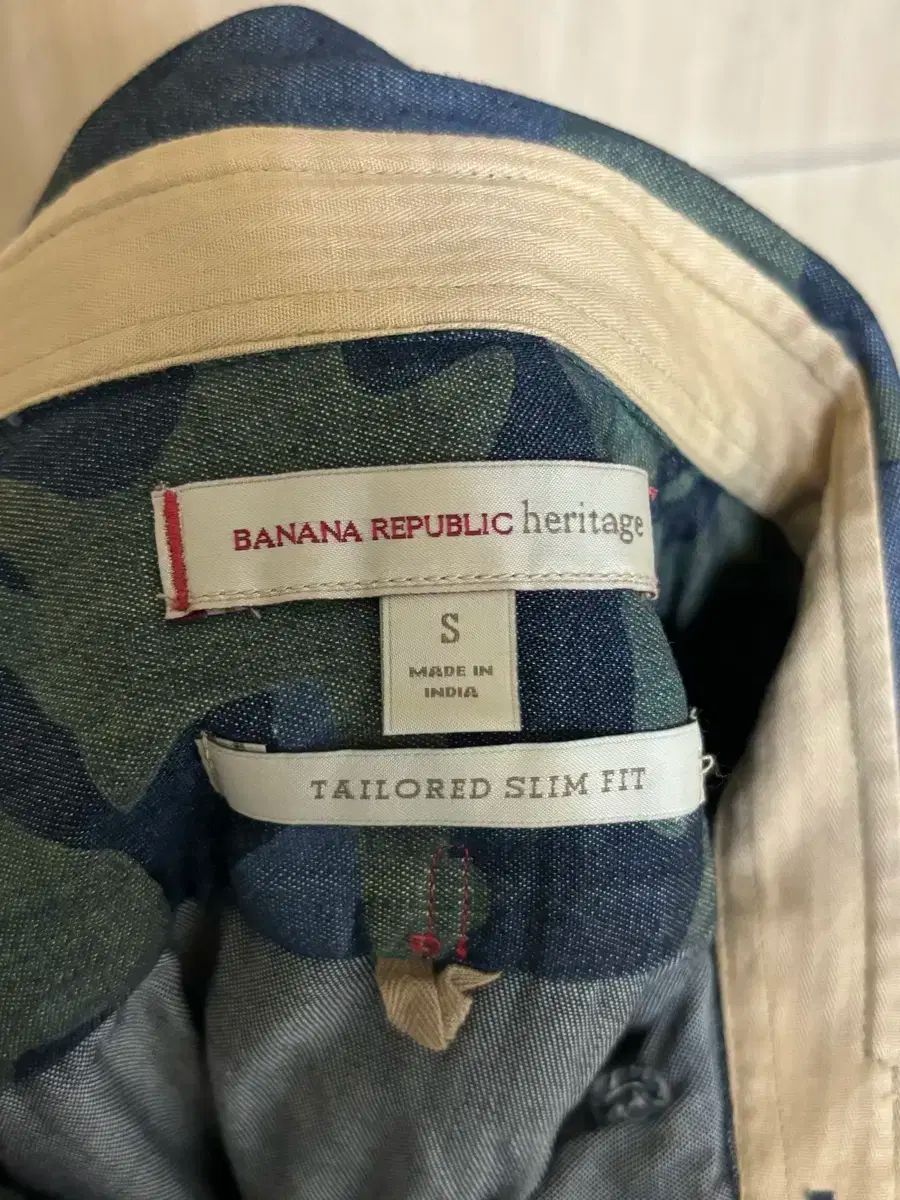 BANANA REPUBLIC heritage
S
MADE IN
INDIA
TAILORED SLIM FIT